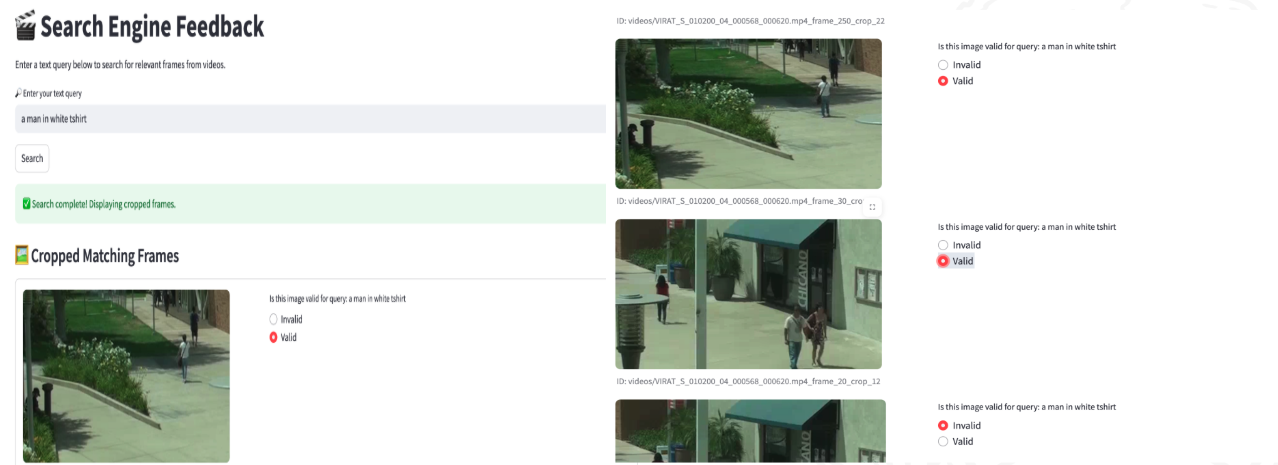 🎬 Search Engine Feedback
Enter a text query below to search for relevant frames from videos.
🔎 Enter your text query
a man in white tshirt
Search
✅ Search complete! Displaying cropped frames.
🖼️ Cropped Matching Frames
Is this image valid for query: a man in white tshirt
Invalid
Valid
ID: videos/VIRAT_S_010200_04_000568_000620.mp4_frame_250_crop_22
Is this image valid for query: a man in white tshirt
Invalid
Valid
ID: videos/VIRAT_S_010200_04_000568_000620.mp4_frame_30_cro
CHICANO
Is this image valid for query: a man in white tshirt
Invalid
Valid
ID: videos/VIRAT_S_010200_04_000568_000620.mp4_frame_20_crop_12
Is this image valid for query: a man in white tshirt
Invalid
Valid